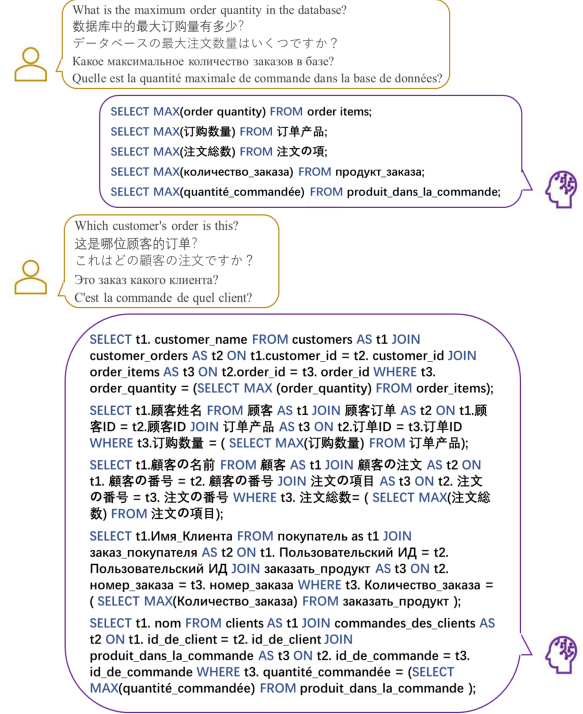 What is the maximum order quantity in the database?
数据库中的最大订购量有多少?
データベースの最大注文数量はいくつですか？
Какое максимальное количество заказов в базе?
Quelle est la quantité maximale de commande dans la base de données?
SELECT MAX(order quantity) FROM order items;
SELECT MAX(订购数量) FROM 订单产品;
SELECT MAX(注文総数) FROM 注文の項;
SELECT MAX(количество_заказа) FROM продукт_заказа;
SELECT MAX(quantité_commandée) FROM produit_dans_la_commande;
Which customer's order is this?
这是哪位顾客的订单?
これはどの顧客の注文ですか？
Это заказ какого клиента?
C'est la commande de quel client?
SELECT t1. customer_name FROM customers AS t1 JOIN
customer_orders AS t2 ON t1.customer_id = t2. customer_id JOIN
order_items AS t3 ON t2.order_id = t3. order_id WHERE t3.
order_quantity = (SELECT MAX (order_quantity) FROM order_items);
SELECT t1.顾客姓名 FROM 顾客 AS t1 JOIN 顾客订单 AS t2 ON t1.顾
客ID = t2.顾客ID JOIN 订单产品 AS t3 ON t2.订单ID = t3.订单ID
WHERE t3.订购数量 = ( SELECT MAX(订购数量) FROM 订单产品);
SELECT t1.顧客の名前 FROM 顧客 AS t1 JOIN 顧客の注文 AS t2 ON
t1. 顧客の番号 = t2. 顧客の番号 JOIN 注文の項目 AS t3 ON t2. 注文
の番号 = t3. 注文の番号 WHERE t3. 注文総数= ( SELECT MAX(注文総
数) FROM 注文の項目);
SELECT t1.Имя_Клиента FROM покупатель as t1 JOIN
заказ_покупателя AS t2 ON t1. Пользовательский ИД = t2.
Пользовательский ИД JOIN заказать_продукт AS t3 ON t2.
номер_заказа = t3. номер_заказа WHERE t3. Количество_заказа =
( SELECT MAX(Количество_заказа) FROM заказать_продукт );
SELECT t1. nom FROM clients AS t1 JOIN commandes_des_clients AS
t2 ON t1. id_de_client = t2. id_de_client JOIN
produit_dans_la_commande AS t3 ON t2. id_de_commande = t3.
id_de_commande WHERE t3. quantité_commandée = (SELECT
MAX(quantité_commandée) FROM produit_dans_la_commande );